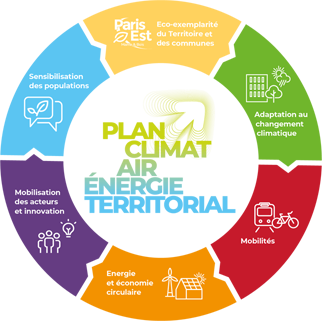 Paris
Est
Eco-exemplarité
du Territoire et
des communes
Adaptation au
changement
climatique
Mobilités
Energie
et économie
circulaire
Mobilisation
des acteurs
et innovation
Sensibilisation
des populations
PLAN
CLIMAT
AIR
ÉNERGIE
TERRITORIAL